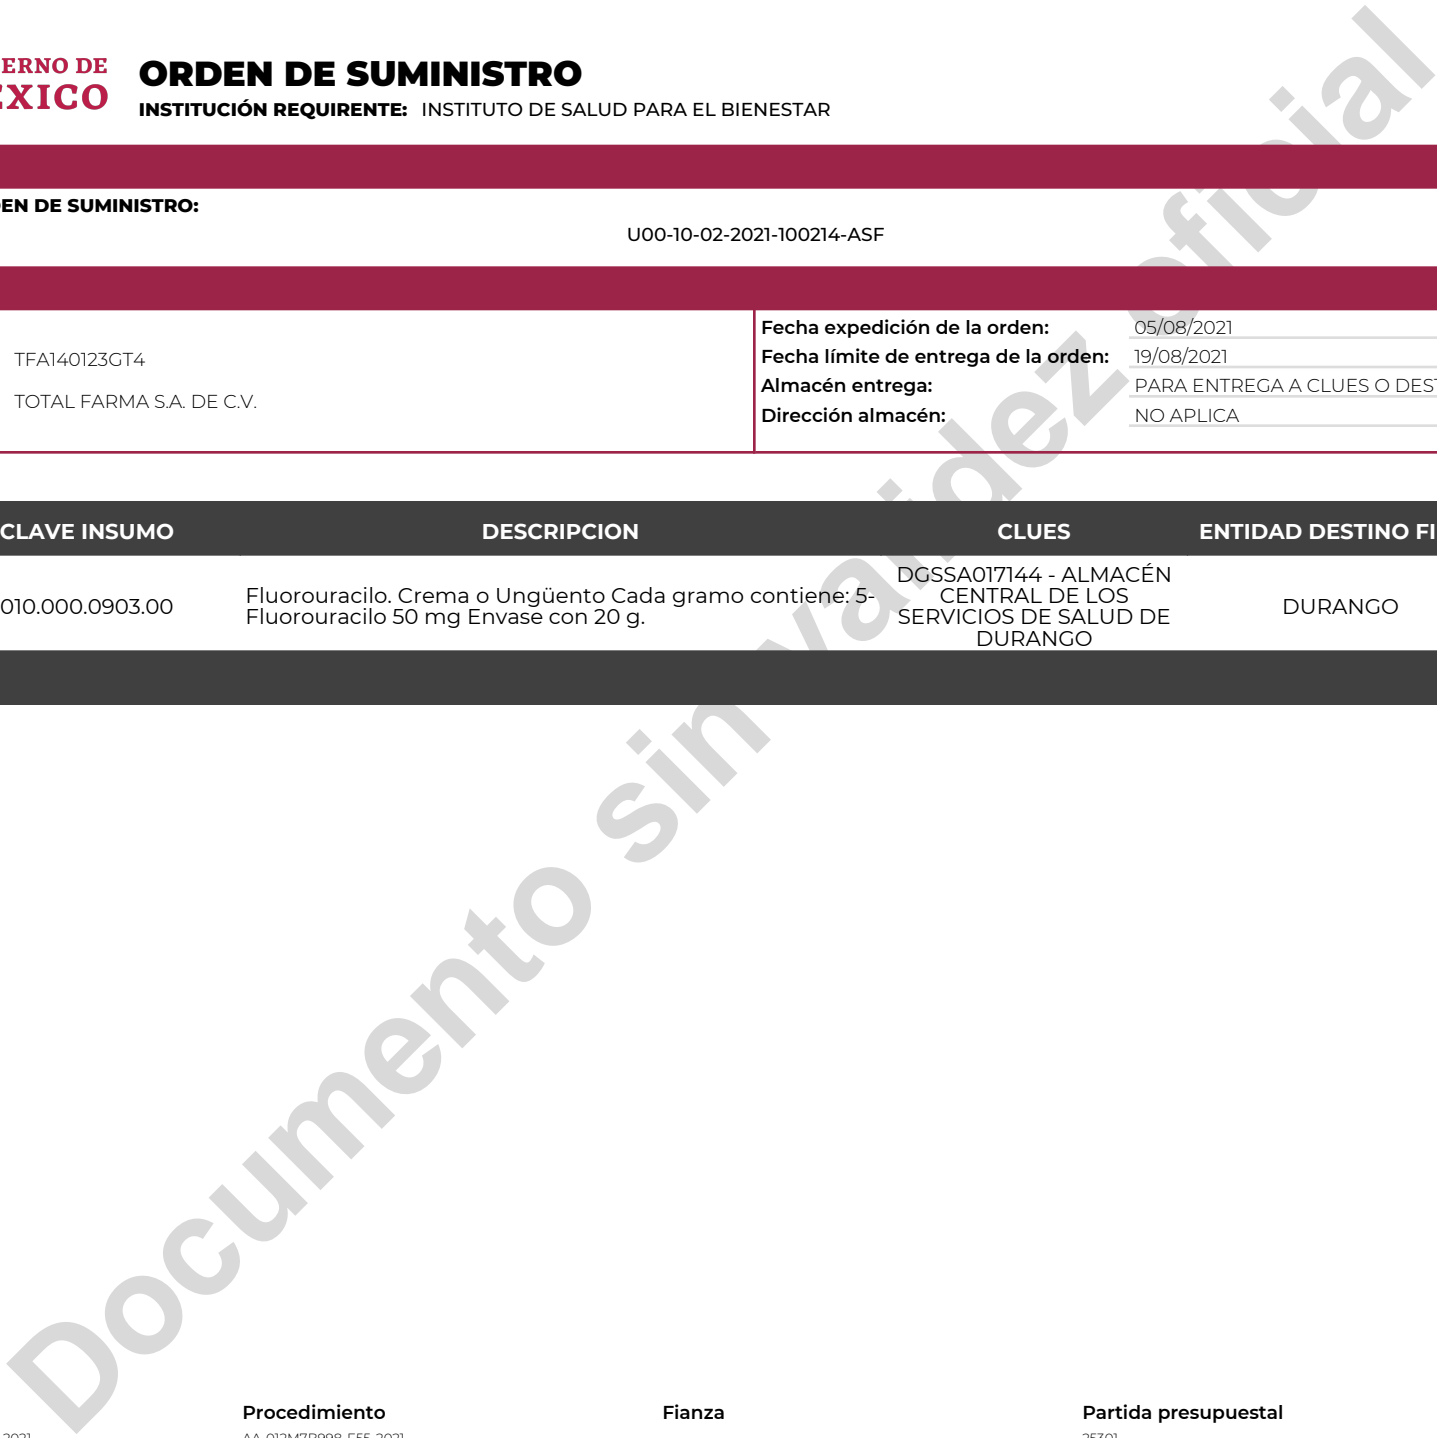 ERNO DE
ORDEN DE SUMINISTRO
XICO
INSTITUCIÓN REQUIRENTE: INSTITUTO DE SALUD PARA EL BIENESTAR
EN DE SUMINISTRO:
U00-10-02-2021-100214-ASF
Fecha expedición de la orden: 05/08/2021
TFA140123GT4
Fecha límite de entrega de la orden: 19/08/2021
Almacén entrega: PARA ENTREGA A CLUES O DEST
TOTAL FARMA S.A. DE C.V.
Dirección almacén: NO APLICA
CLAVE INSUMO DESCRIPCION CLUES ENTIDAD DESTINO FI
010.000.0903.00
Fluorouracilo. Crema o Ungüento Cada gramo contiene: 5-
Fluorouracilo 50 mg Envase con 20 g.
DGSSA017144 - ALMACÉN
CENTRAL DE LOS
SERVICIOS DE SALUD DE
DURANGO
DURANGO
Documento sin validez oficial
Procedimiento Fianza Partida presupuestal